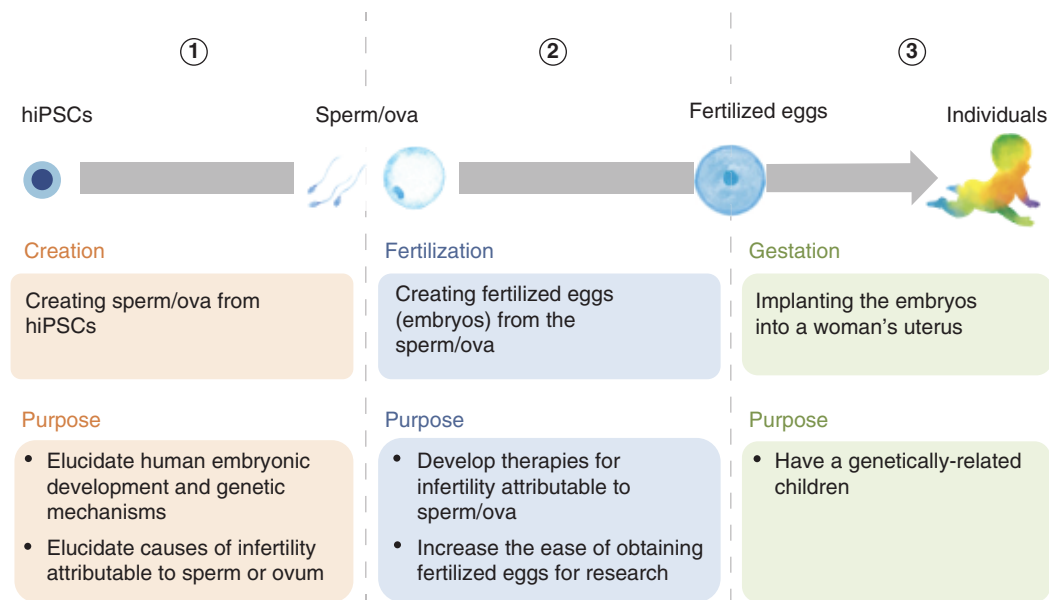 1
2
3
hiPSCs
Sperm/ova
Fertilized eggs
Individuals
Creation
Creating sperm/ova from
hiPSCs
Purpose
• Elucidate human embryonic
development and genetic
mechanisms
• Elucidate causes of infertility
attributable to sperm or ovum
Fertilization
Creating fertilized eggs
(embryos) from the
sperm/ova
Purpose
• Develop therapies for
infertility attributable to
sperm/ova
• Increase the ease of obtaining
fertilized eggs for research
Gestation
Implanting the embryos
into a woman's uterus
Purpose
• Have a genetically-related
children